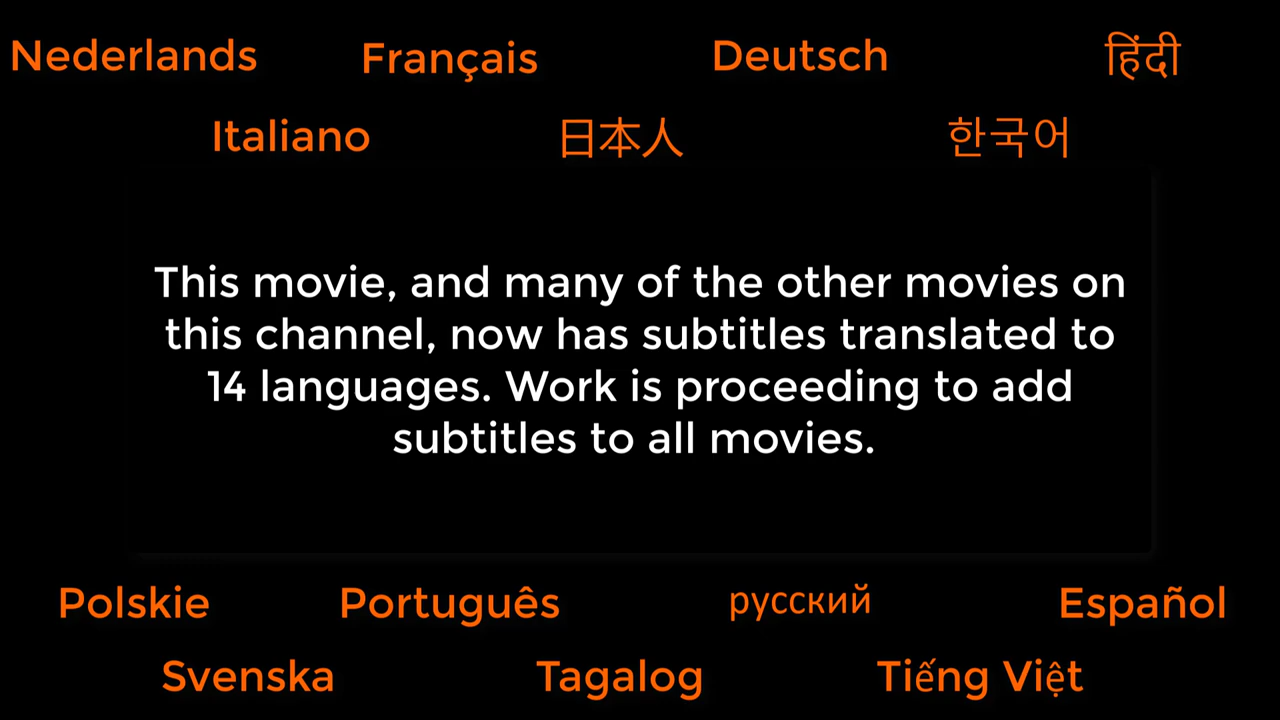 Nederlands Français Deutsch हिंदी
Italiano 日本人 한국어
This movie, and many of the other movies on
this channel, now has subtitles translated to
14 languages. Work is proceeding to add
subtitles to all movies.
Polskie Português русский Español
Svenska Tagalog Tiếng Việt